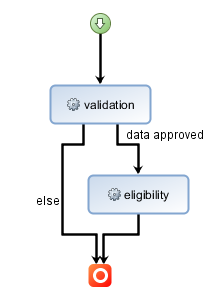 validation
data approved
else
eligibility